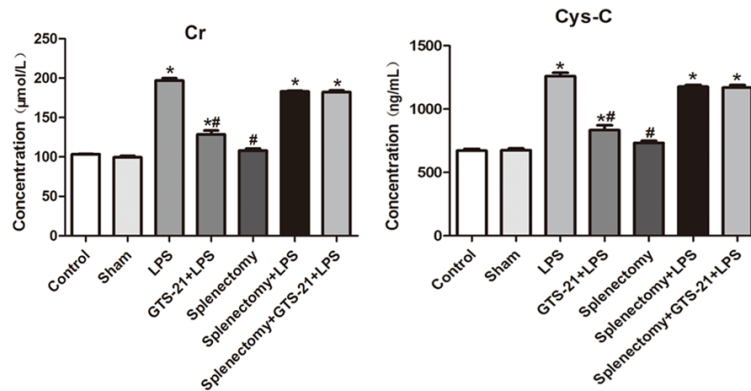 Cr
Concentration (μmol/L)
250
200
150
100
50
0
*
*#
#
*
*
Control
Sham
LPS
GTS-21+LPS
Splenectomy
Splenectomy+LPS
Splenectomy+GTS-21+LPS
Cys-C
Concentration (ng/mL)
1500
1000
500
0
*
*#
#
*
*
Control
Sham
LPS
GTS-21+LPS
Splenectomy
Splenectomy+LPS
Splenectomy+GTS-21+LPS